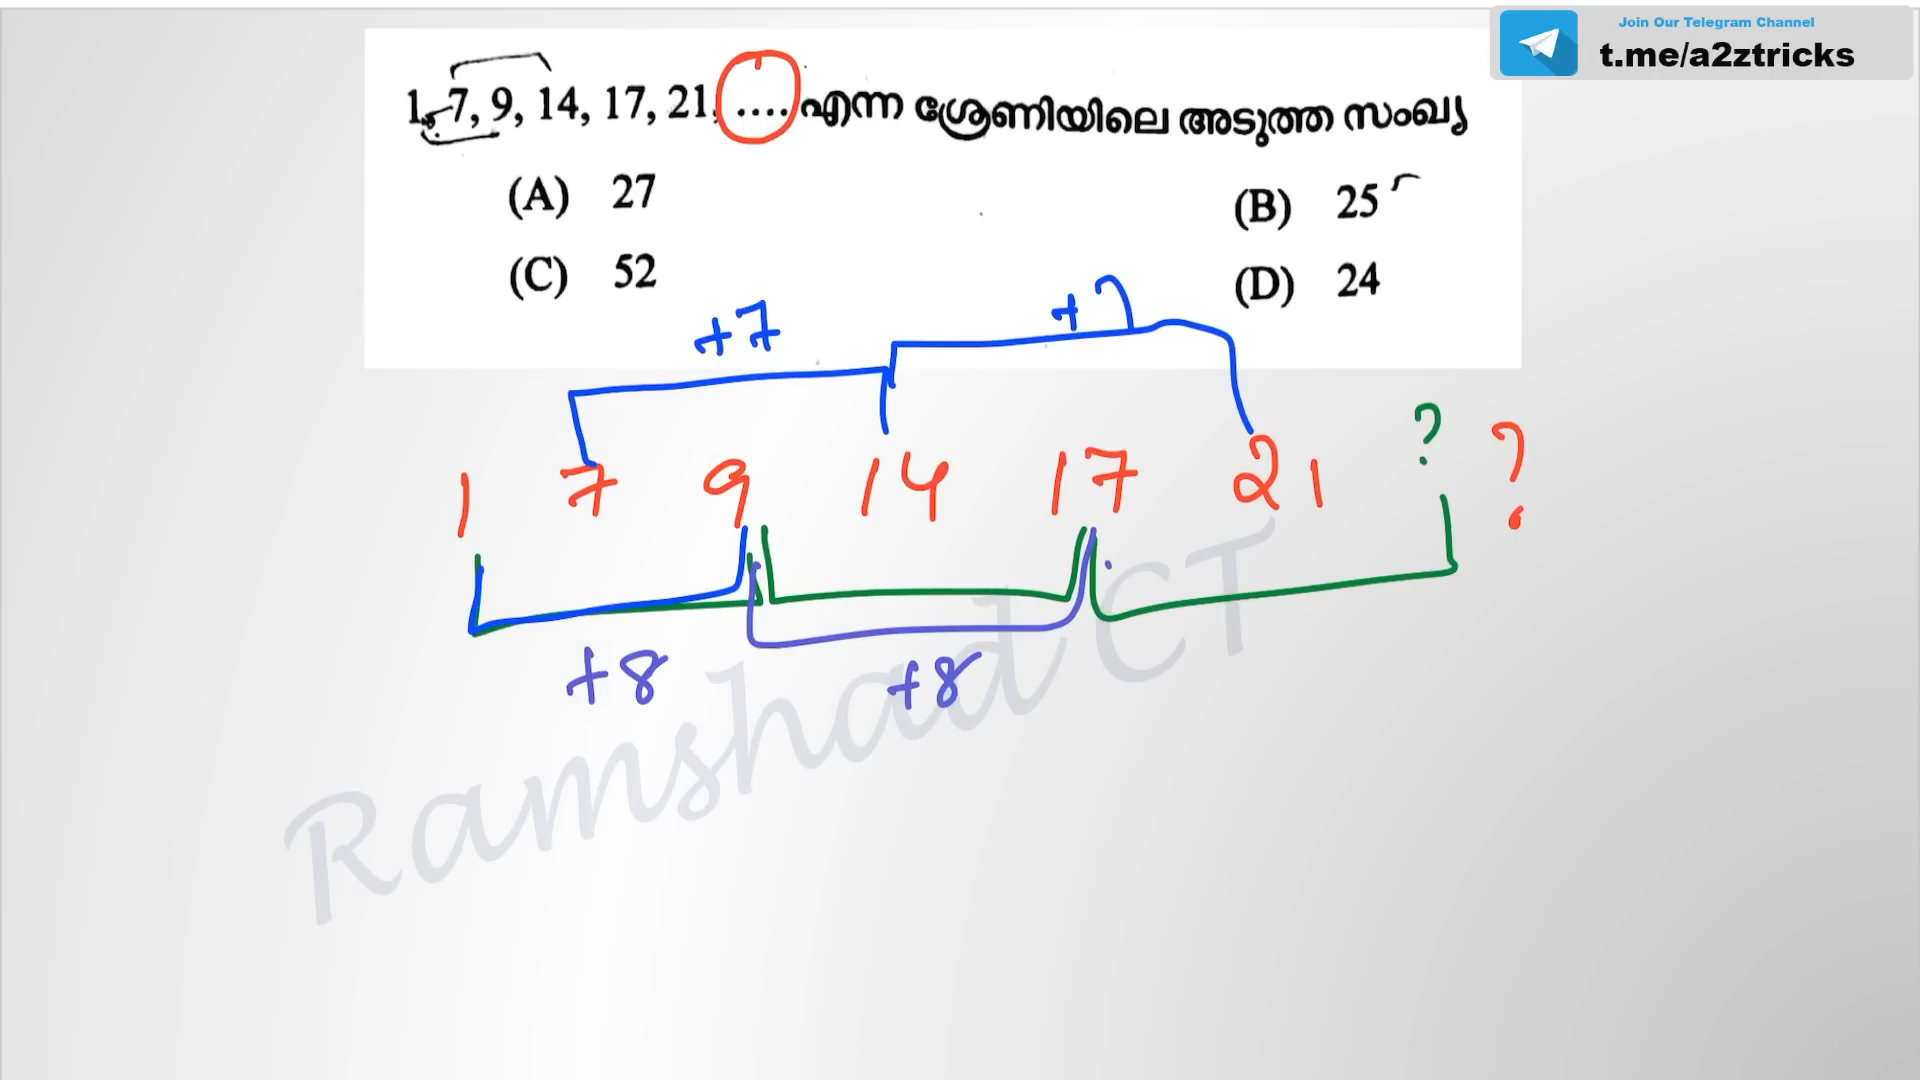 Join Our Telegram Channel
t.me/a2ztricks
1, 7, 9, 14, 17, 21, .... എന്ന ശ്രേണിയിലെ അടുത്ത സംഖ്യ
(A) 27
(B) 25
(C) 52
(D) 24
+7 +7
1 7 9 14 17 21 ? ?
+8 +8
Ramshad CT